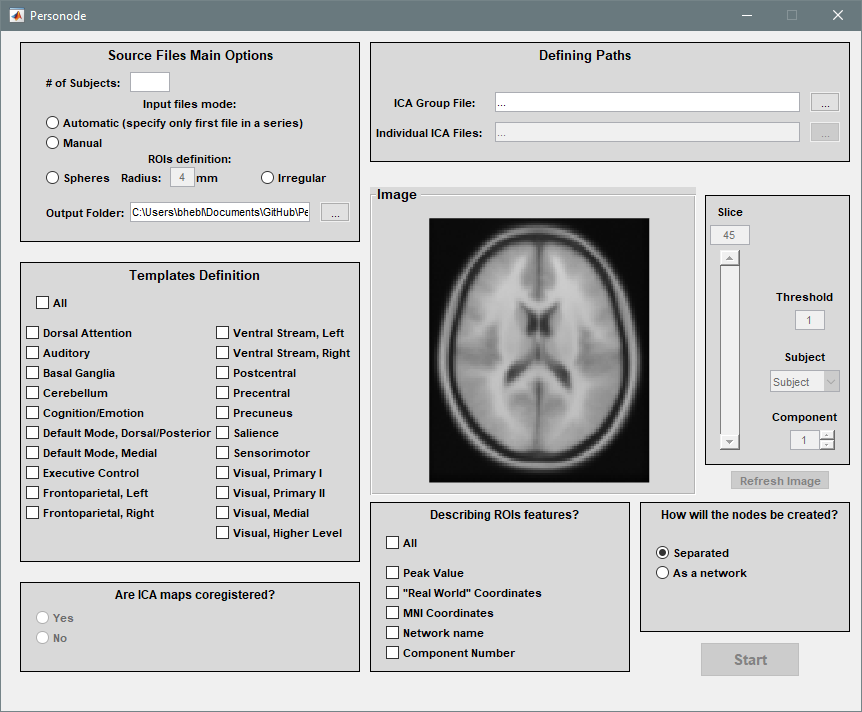 Personode
Source Files Main Options
# of Subjects:
Input files mode:
Automatic (specify only first file in a series)
Manual
ROIs definition:
Spheres Radius: 4 mm Irregular
Output Folder: C:\Users\bhebl\Documents\GitHub\Pe ...
Defining Paths
ICA Group File: ... ...
Individual ICA Files: ... ...
Templates Definition
All
Dorsal Attention
Auditory
Basal Ganglia
Cerebellum
Cognition/Emotion
Default Mode, Dorsal/Posterior
Default Mode, Medial
Executive Control
Frontoparietal, Left
Frontoparietal, Right
Ventral Stream, Left
Ventral Stream, Right
Postcentral
Precentral
Precuneus
Salience
Sensorimotor
Visual, Primary I
Visual, Primary II
Visual, Medial
Visual, Higher Level
Image
Slice
45
Threshold
1
Subject
Subject
Component
1
Refresh Image
Are ICA maps coregistered?
Yes
No
Describing ROIs features?
All
Peak Value
"Real World" Coordinates
MNI Coordinates
Network name
Component Number
How will the nodes be created?
Separated
As a network
Start